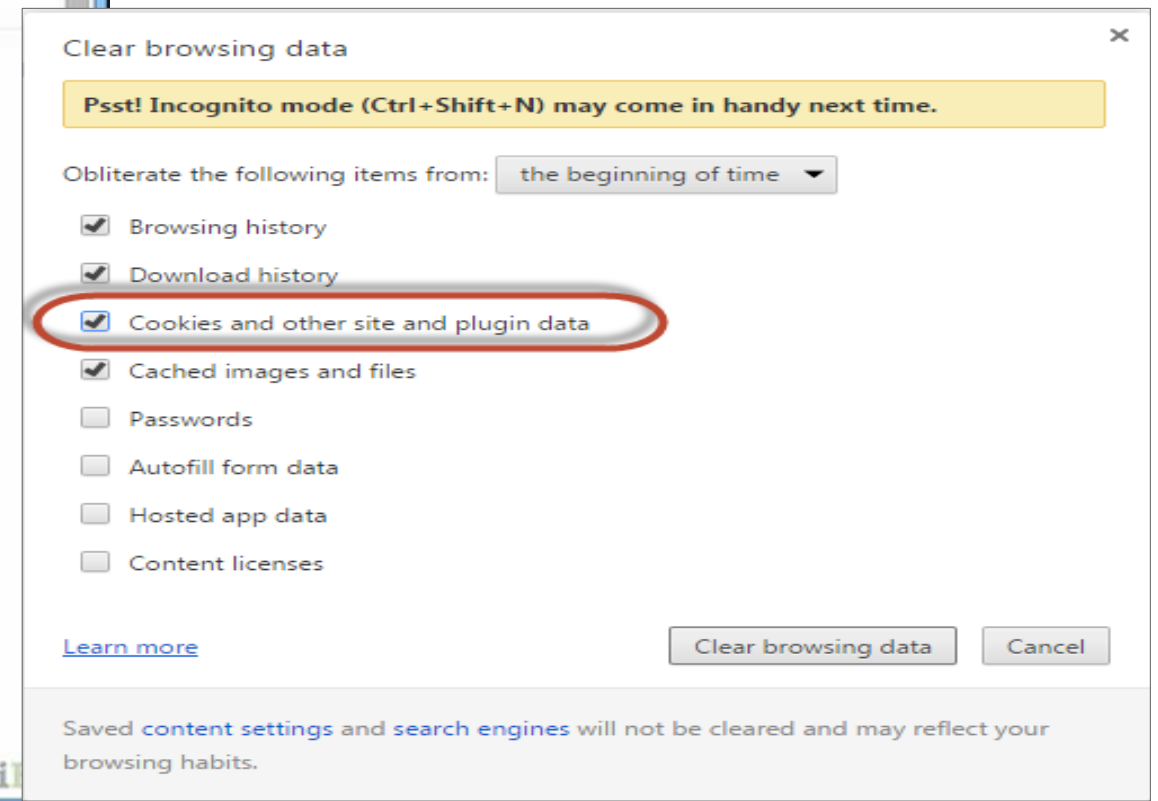 Clear browsing data
Psst! Incognito mode (Ctrl+Shift+N) may come in handy next time.
Obliterate the following items from: the beginning of time
Browsing history
Download history
Cookies and other site and plugin data
Cached images and files
Passwords
Autofill form data
Hosted app data
Content licenses
Learn more Clear browsing data Cancel
Saved content settings and search engines will not be cleared and may reflect your
browsing habits.